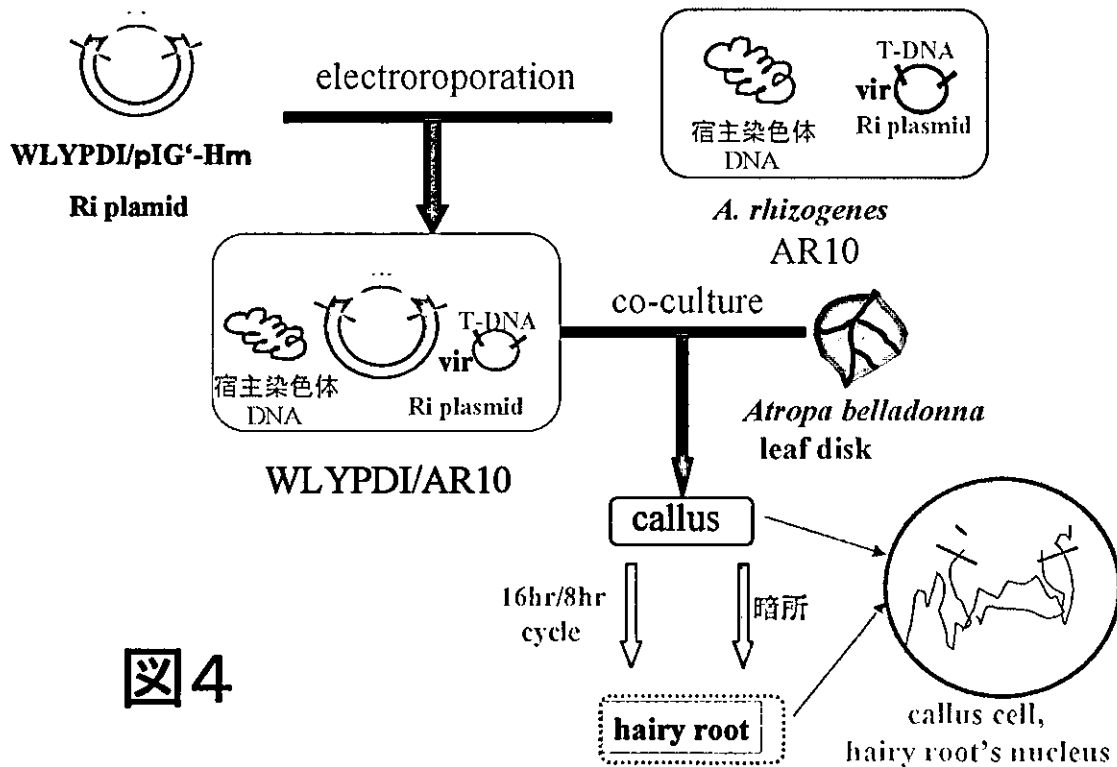 electroroporation
WLYPDI/pIG‘-Hm
Ri plamid
T-DNA
vir
宿主染色体
DNA
Ri plasmid
A. rhizogenes
AR10
...
T-DNA
vir
宿主染色体
DNA
Ri plasmid
WLYPDI/AR10
co-culture
Atropa belladonna
leaf disk
callus
16hr/8hr
cycle
暗所
hairy root
callus cell,
hairy root's nucleus
図4